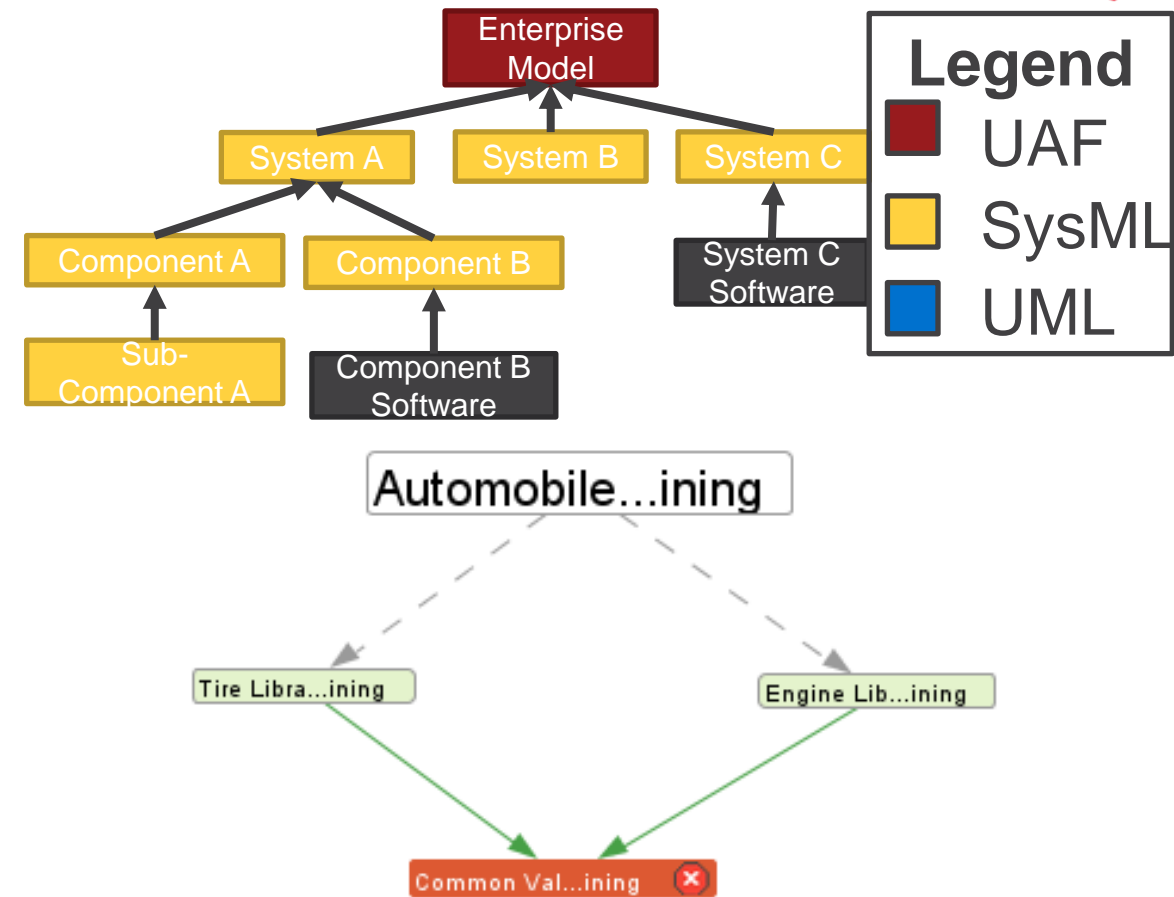 Enterprise
Model
System A
System B
System C
Component A
Component B
System C
Software
Sub-
Component A
Component B
Software
Legend
UAF
SysML
UML
Automobile...ining
Tire Libra...ining
Engine Lib...ining
Common Val...ining